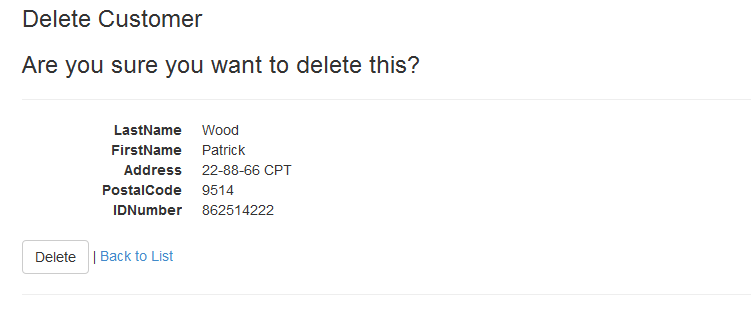 Delete Customer
Are you sure you want to delete this?
LastName Wood
FirstName Patrick
Address 22-88-66 CPT
PostalCode 9514
IDNumber 862514222
Delete | Back to List